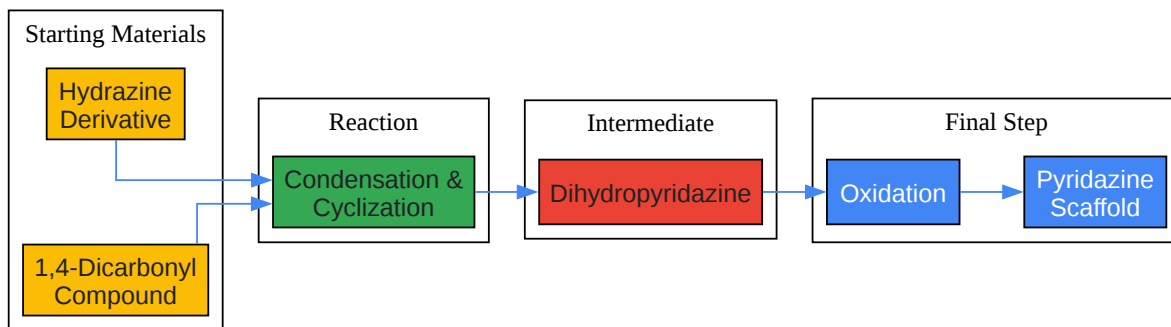 Starting Materials
Hydrazine
Derivative
1,4-Dicarbonyl
Compound
Reaction
Condensation &
Cyclization
Intermediate
Dihydropyridazine
Final Step
Oxidation
Pyridazine
Scaffold